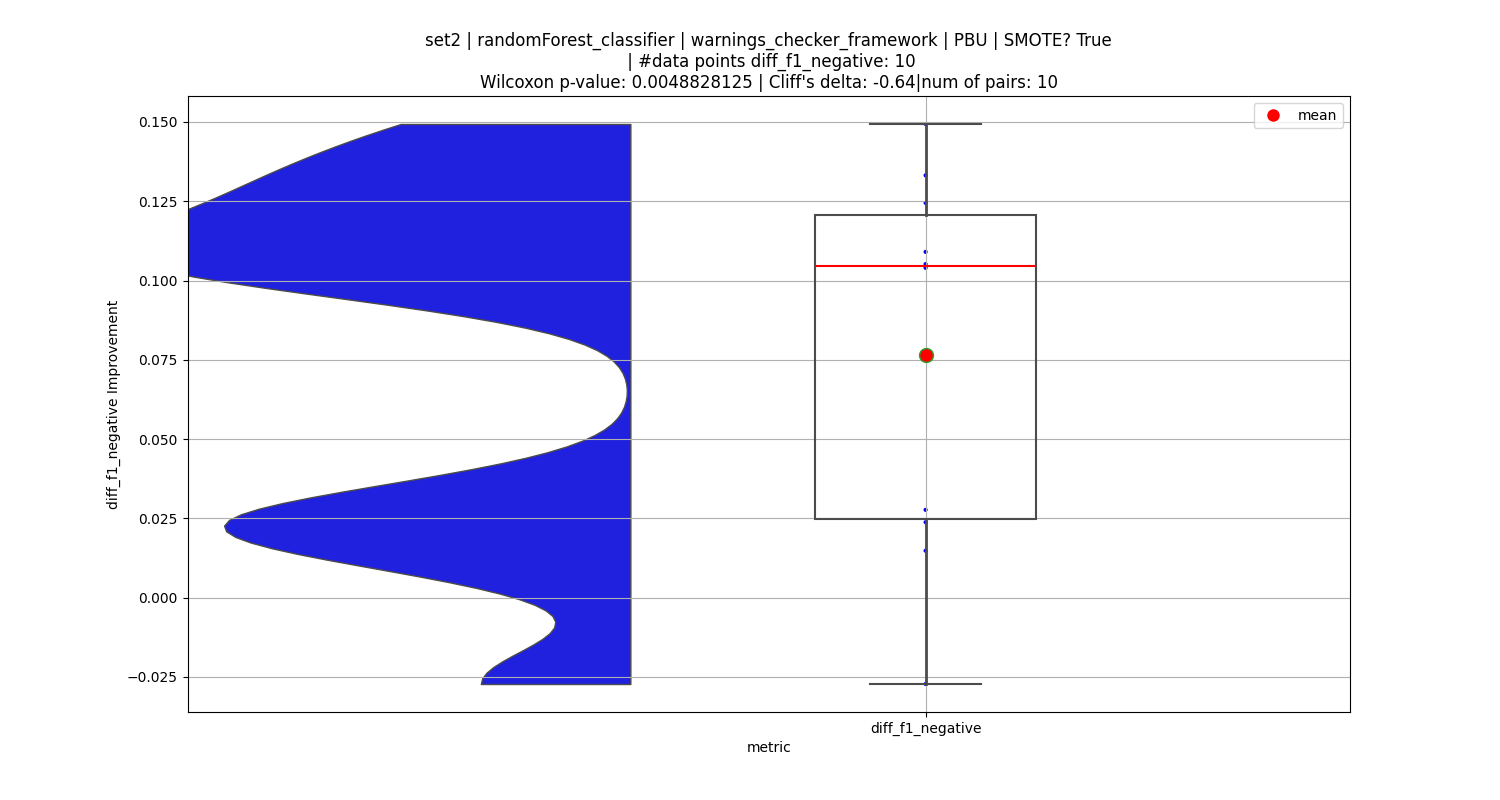 set2 | randomForest_classifier | warnings_checker_framework | PBU | SMOTE? True
| #data points diff_f1_negative: 10
Wilcoxon p-value: 0.0048828125 | Cliff's delta: -0.64|num of pairs: 10
mean
0.150
0.125
0.100
0.075
0.050
0.025
0.000
−0.025
diff_f1_negative Improvement
diff_f1_negative
metric